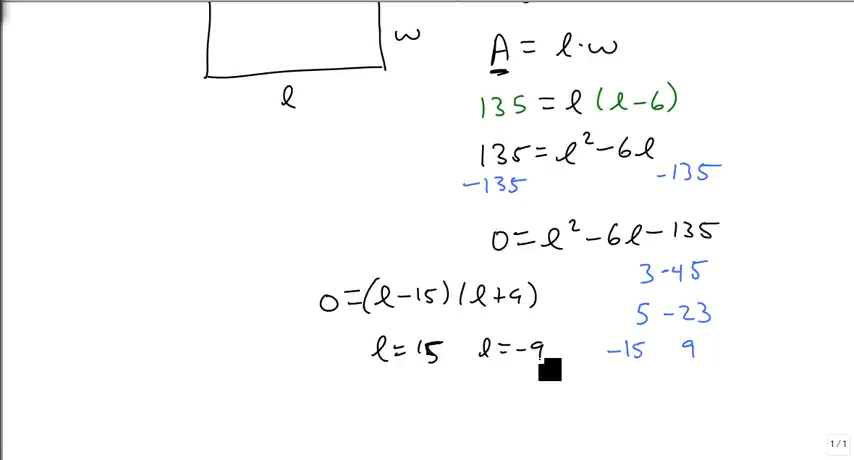 w
l
A = l·w
135 = l(l-6)
135 = l² - 6l
-135 -135
0 = l² - 6l - 135
3 -45
5 -23
0 = (l-15)(l+9)
l = 15 l = -9
-15 9
1/1